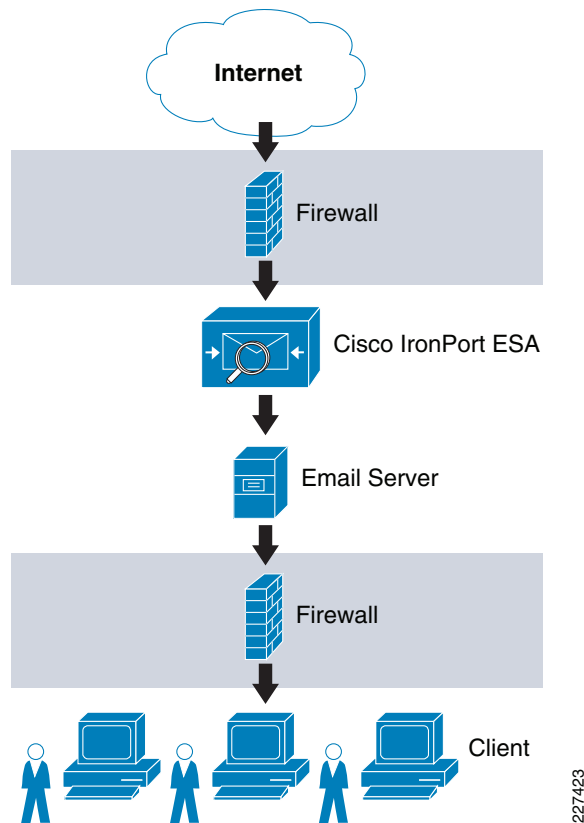 Internet
Firewall
Cisco IronPort ESA
Email Server
Firewall
Client
227423